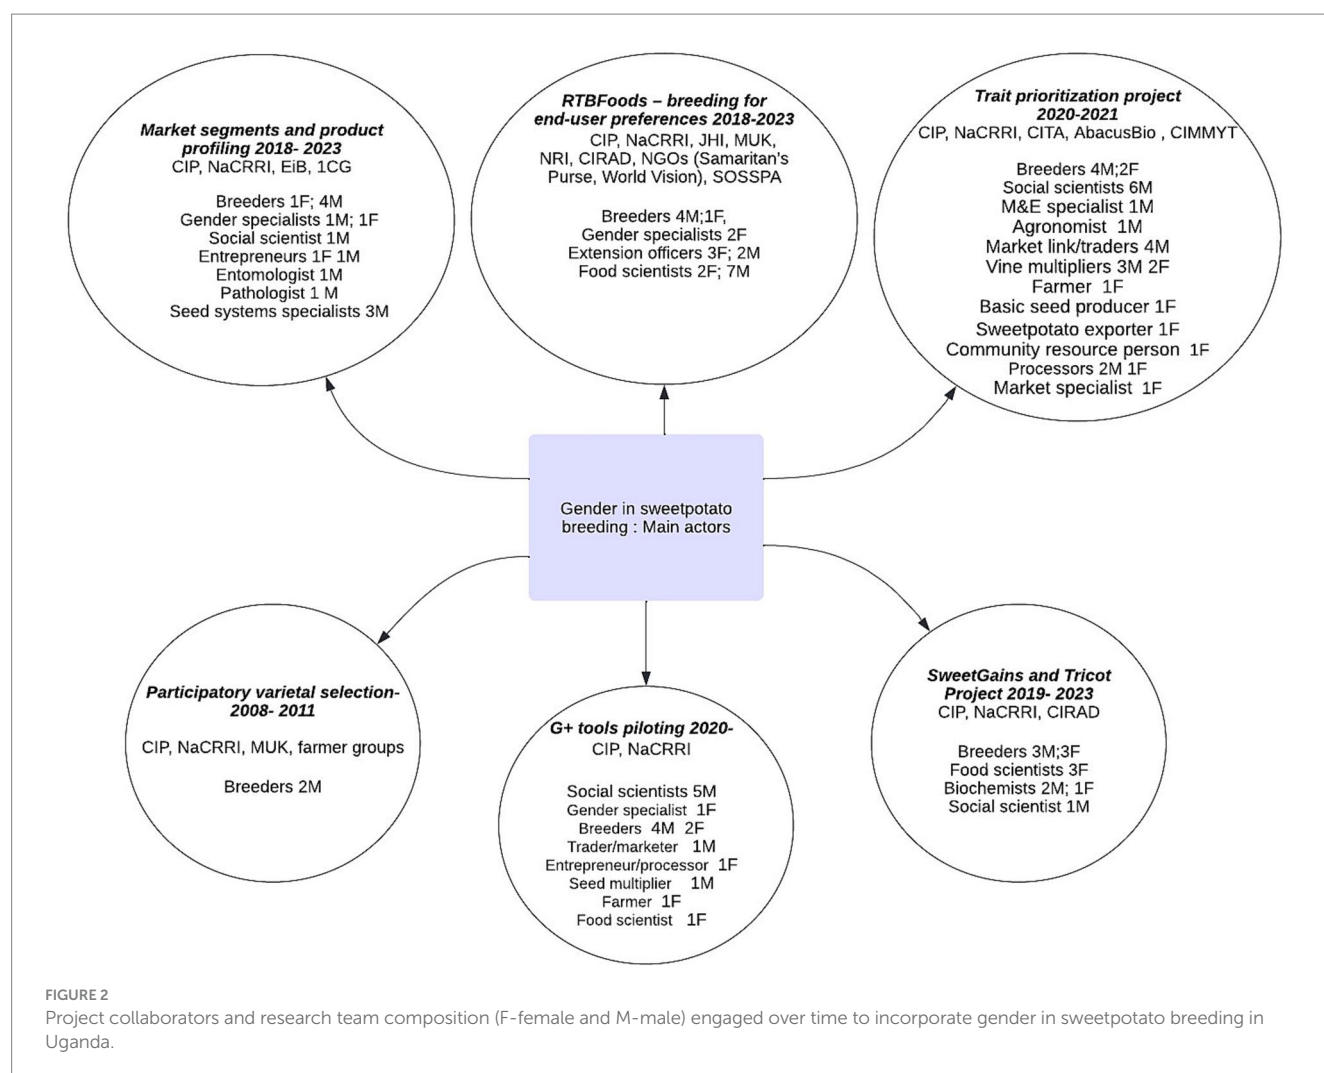 Market segments and product
profiling 2018- 2023
CIP, NaCRRI, EiB, 1CG
Breeders 1F; 4M
Gender specialists 1M; 1F
Social scientist 1M
Entrepreneurs 1F 1M
Entomologist 1M
Pathologist 1 M
Seed systems specialists 3M
RTBFoods – breeding for
end-user preferences 2018-2023
CIP, NaCRRI, JHI, MUK,
NRI, CIRAD, NGOs (Samaritan's
Purse, World Vision), SOSSPA
Breeders 4M;1F,
Gender specialists 2F
Extension officers 3F; 2M
Food scientists 2F; 7M
Trait prioritization project
2020-2021
CIP, NaCRRI, CITA, AbacusBio , CIMMYT
Breeders 4M;2F
Social scientists 6M
M&E specialist 1M
Agronomist 1M
Market link/traders 4M
Vine multipliers 3M 2F
Farmer 1F
Basic seed producer 1F
Sweetpotato exporter 1F
Community resource person 1F
Processors 2M 1F
Market specialist 1F
Gender in sweetpotato
breeding : Main actors
Participatory varietal selection-
2008- 2011
CIP, NaCRRI, MUK, farmer groups
Breeders 2M
G+ tools piloting 2020-
CIP, NaCRRI
Social scientists 5M
Gender specialist 1F
Breeders 4M 2F
Trader/marketer 1M
Entrepreneur/processor 1F
Seed multiplier 1M
Farmer 1F
Food scientist 1F
SweetGains and Tricot
Project 2019- 2023
CIP, NaCRRI, CIRAD
Breeders 3M;3F
Food scientists 3F
Biochemists 2M; 1F
Social scientist 1M
FIGURE 2
Project collaborators and research team composition (F-female and M-male) engaged over time to incorporate gender in sweetpotato breeding in
Uganda.